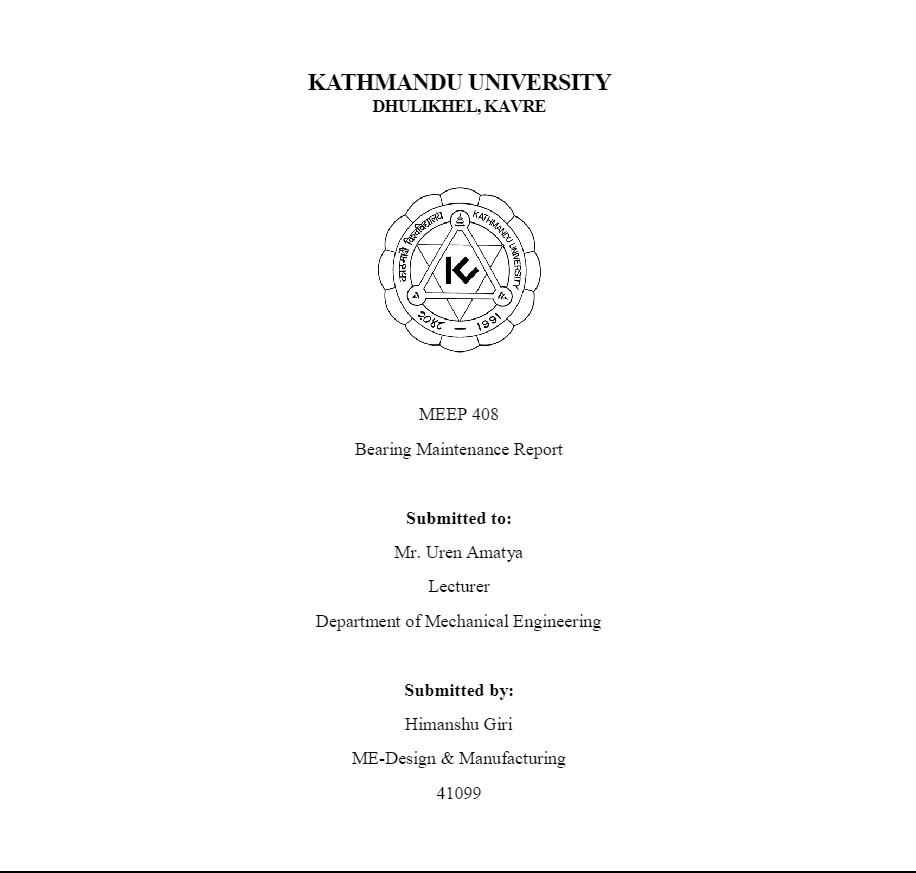 KATHMANDU UNIVERSITY
DHULIKHEL, KAVRE
काठमाडौं विश्वविद्यालय
KATHMANDU UNIVERSITY
KU
२०४८ — 1991
MEEP 408
Bearing Maintenance Report
Submitted to:
Mr. Uren Amatya
Lecturer
Department of Mechanical Engineering
Submitted by:
Himanshu Giri
ME-Design & Manufacturing
41099